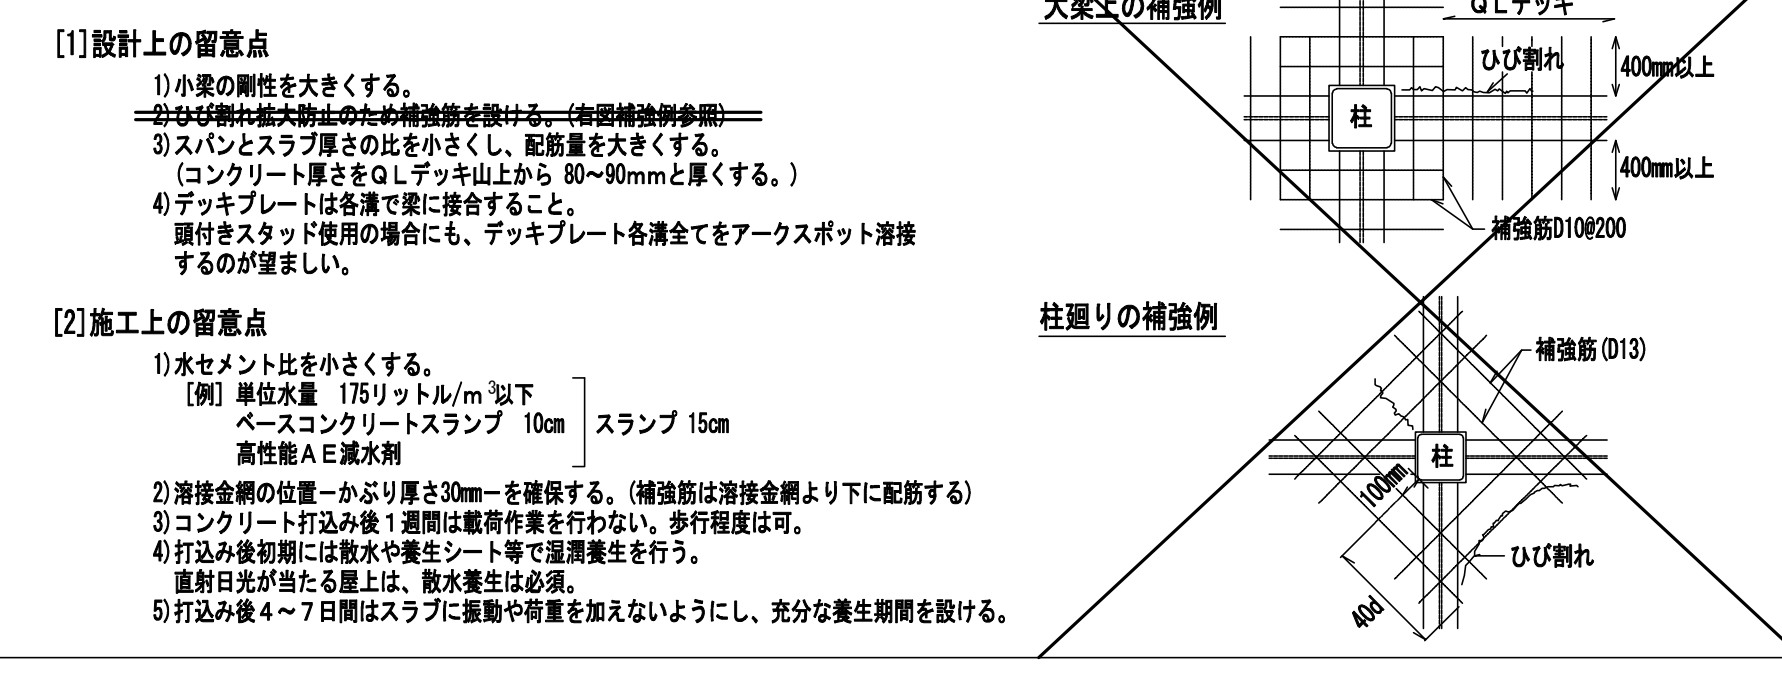 [1]設計上の留意点
1)小梁の剛性を大きくする。
2)ひび割れ拡大防止のため補強筋を設ける。(右図補強例参照)
3)スパンとスラブ厚さの比を小さくし、配筋量を大きくする。
(コンクリート厚さをQLデッキ山上から 80～90mmと厚くする。)
4)デッキプレートは各溝で梁に接合すること。
頭付きスタッド使用の場合にも、デッキプレート各溝全てをアークスポット溶接
するのが望ましい。
[2]施工上の留意点
1)水セメント比を小さくする。
[例] 単位水量 175リットル/m3以下
ベースコンクリートスランプ 10cm
スランプ 15cm
高性能AE減水剤
2)溶接金網の位置－かぶり厚さ30mm－を確保する。(補強筋は溶接金網より下に配筋する)
3)コンクリート打込み後1週間は載荷作業を行わない。歩行程度は可。
4)打込み後初期には散水や養生シート等で湿潤養生を行う。
直射日光が当たる屋上は、散水養生は必須。
5)打込み後4～7日間はスラブに振動や荷重を加えないようにし、充分な養生期間を設ける。
大梁上の補強例
QLデッキ
ひび割れ
400mm以上
柱
400mm以上
補強筋D10@200
柱廻りの補強例
補強筋(D13)
柱
100mm
ひび割れ
40d